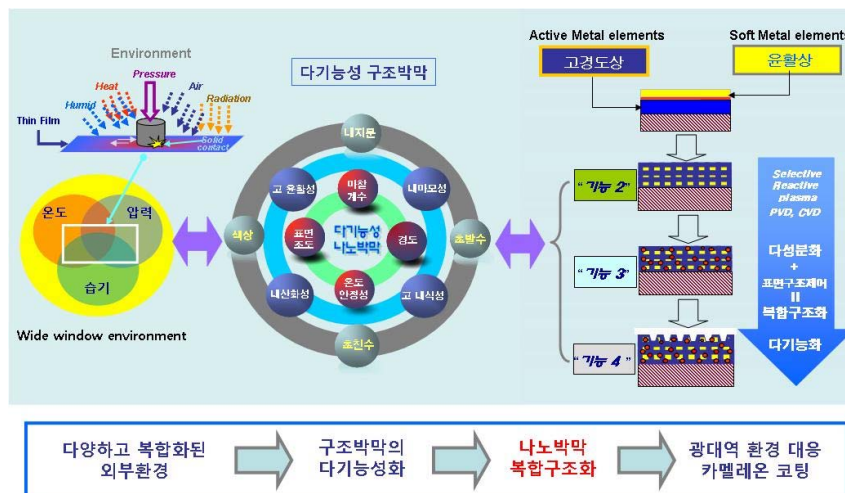 Environment
Pressure
Heat
Air
Humid
Radiation
Thin Film
Solid
contact
온도
압력
습기
Wide window environment
다기능성 구조박막
내지문
고 윤활성
마찰
계수
내마모성
색상
표면
조도
다기능성
나노박막
경도
초발수
내산화성
온도
안정성
고 내식성
초친수
Active Metal elements
Soft Metal elements
고경도상
윤활상
“기능 2”
“기능 3”
“기능 4”
Selective
Reactive
plasma
PVD, CVD
다성분화
+
표면구조제어
=
복합구조화
다기능화
다양하고 복합화된
외부환경
구조박막의
다기능성화
나노박막
복합구조화
광대역 환경 대응
카멜레온 코팅